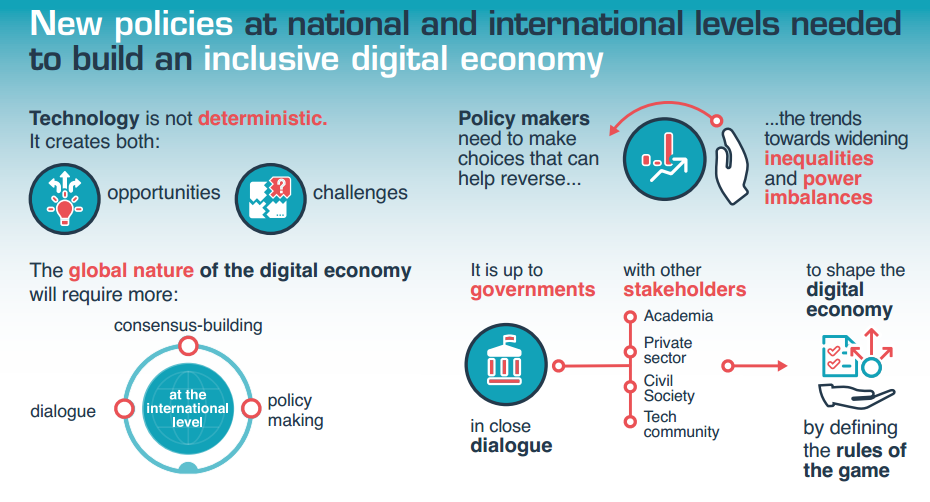 New policies at national and international levels needed
to build an inclusive digital economy
Technology is not deterministic.
It creates both:
opportunities
challenges
Policy makers
need to make
choices that can
help reverse...
...the trends
towards widening
inequalities
and power
imbalances
?
...
The global nature of the digital economy
will require more:
consensus-building
dialogue
at the
international
level
policy
making
It is up to
governments
in close
dialogue
with other
stakeholders
Academia
Private
sector
Civil
Society
Tech
community
to shape the
digital
economy
by defining
the rules of
the game